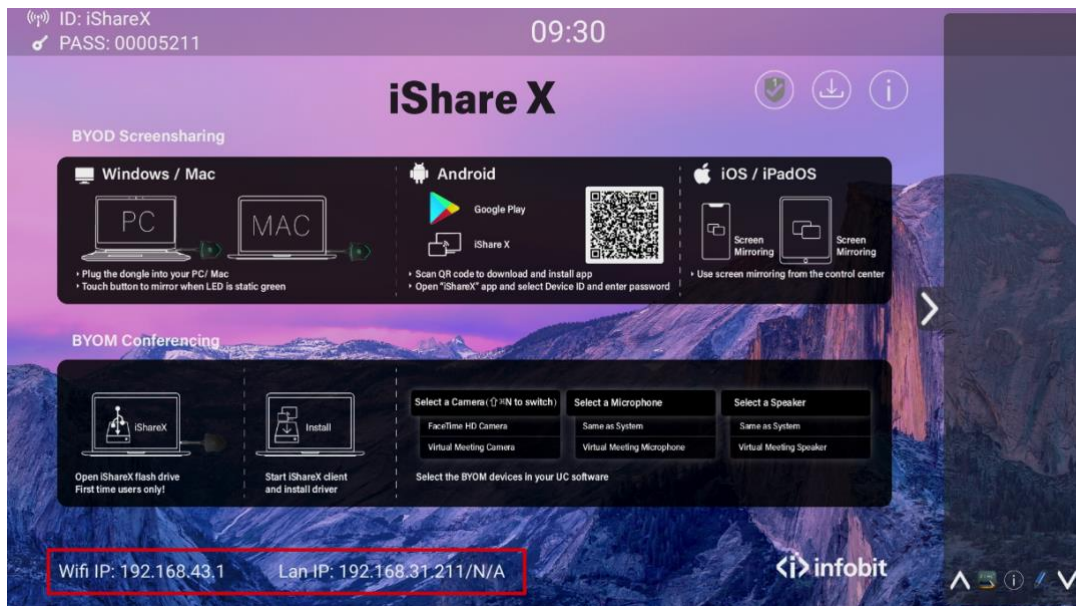 ID: iShareX
PASS: 00005211
09:30
iShare X
BYOD Screensharing
Windows / Mac
PC
MAC
‣ Plug the dongle into your PC/ Mac
‣ Touch button to mirror when LED is static green
Android
Google Play
iShare X
‣ Scan QR code to download and install app
‣ Open "iShareX" app and select Device ID and enter password
iOS / iPadOS
Screen
Mirroring
Screen
Mirroring
‣ Use screen mirroring from the control center
BYOM Conferencing
iShareX
Open iShareX flash drive
First time users only!
Install
Start iShareX client
and install driver
Select a Camera(⇧⌘N to switch)
FaceTime HD Camera
Virtual Meeting Camera
Select a Microphone
Same as System
Virtual Meeting Microphone
Select a Speaker
Same as System
Virtual Meeting Speaker
Select the BYOM devices in your UC software
Wifi IP: 192.168.43.1 Lan IP: 192.168.31.211/N/A
<i> infobit